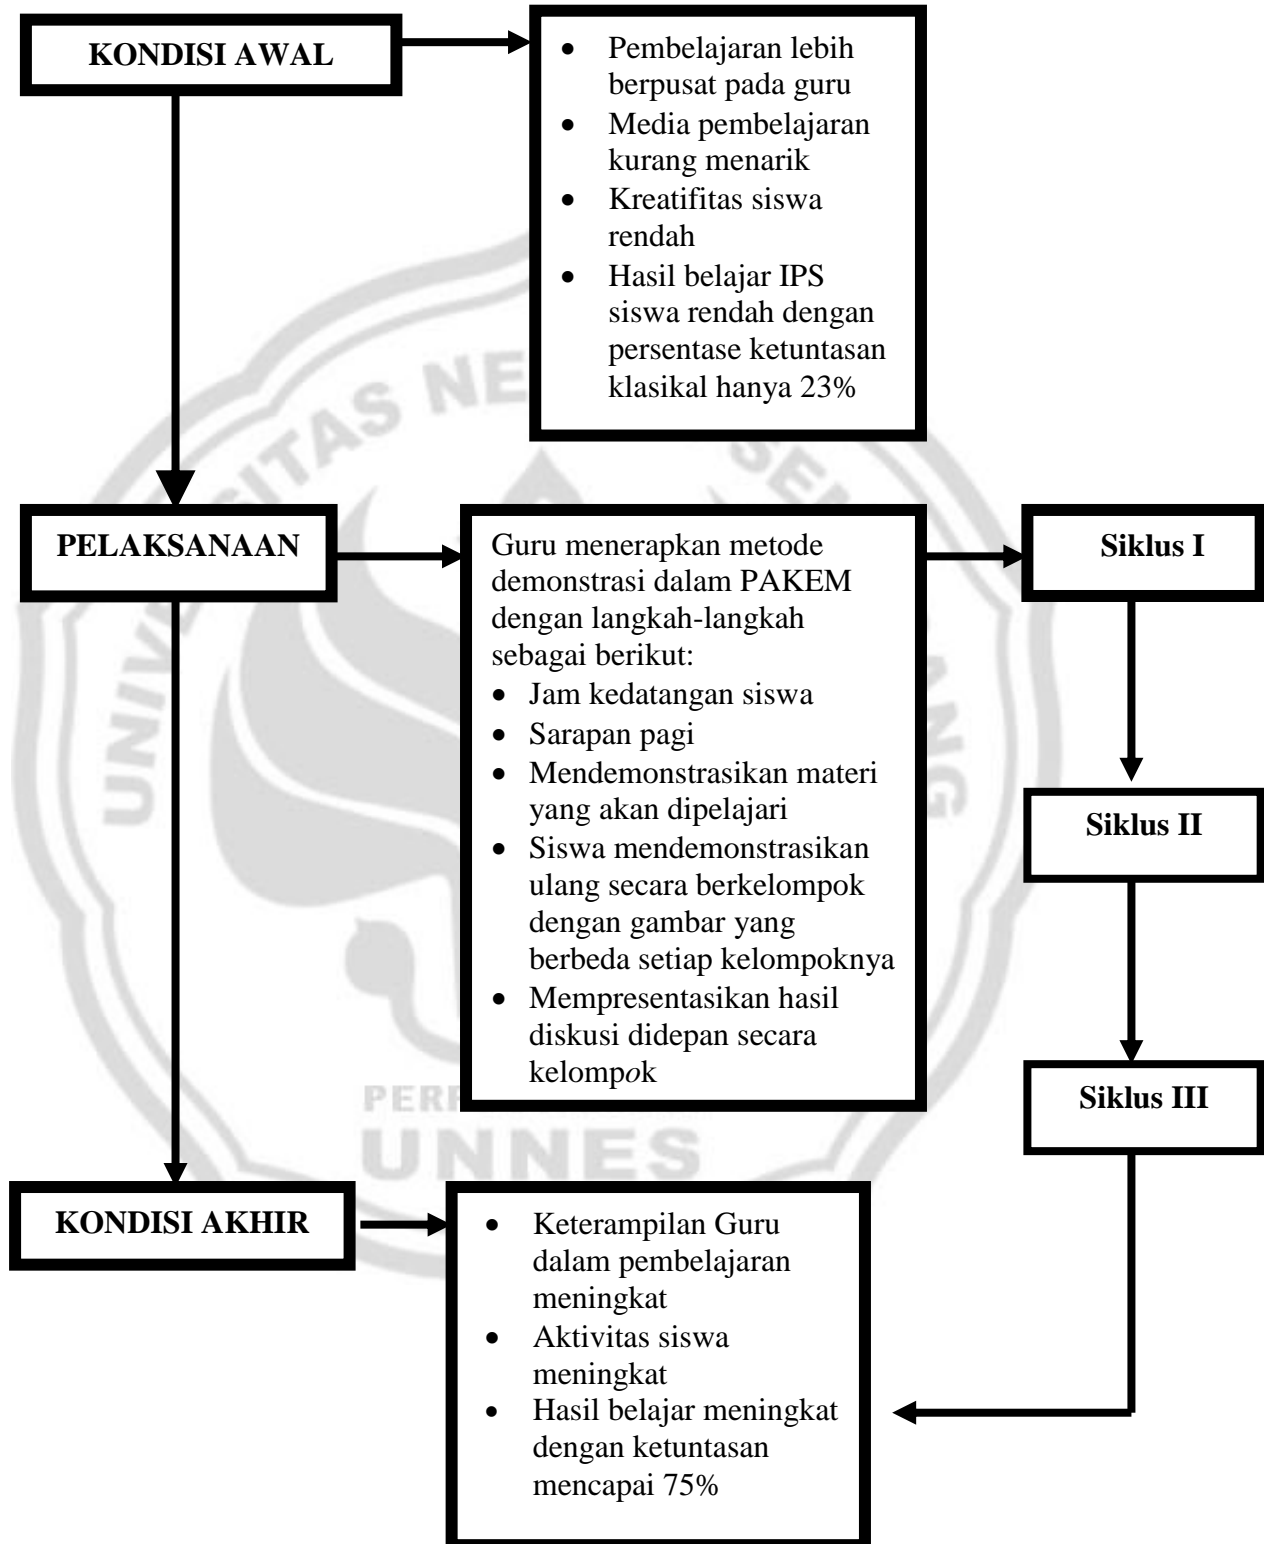 KONDISI AWAL
• Pembelajaran lebih
berpusat pada guru
• Media pembelajaran
kurang menarik
• Kreatifitas siswa
rendah
• Hasil belajar IPS
siswa rendah dengan
persentase ketuntasan
klasikal hanya 23%
PELAKSANAAN
Guru menerapkan metode
demonstrasi dalam PAKEM
dengan langkah-langkah
sebagai berikut:
• Jam kedatangan siswa
• Sarapan pagi
• Mendemonstrasikan materi
yang akan dipelajari
• Siswa mendemonstrasikan
ulang secara berkelompok
dengan gambar yang
berbeda setiap kelompoknya
• Mempresentasikan hasil
diskusi didepan secara
kelompok
Siklus I
Siklus II
Siklus III
KONDISI AKHIR
• Keterampilan Guru
dalam pembelajaran
meningkat
• Aktivitas siswa
meningkat
• Hasil belajar meningkat
dengan ketuntasan
mencapai 75%
UNNES